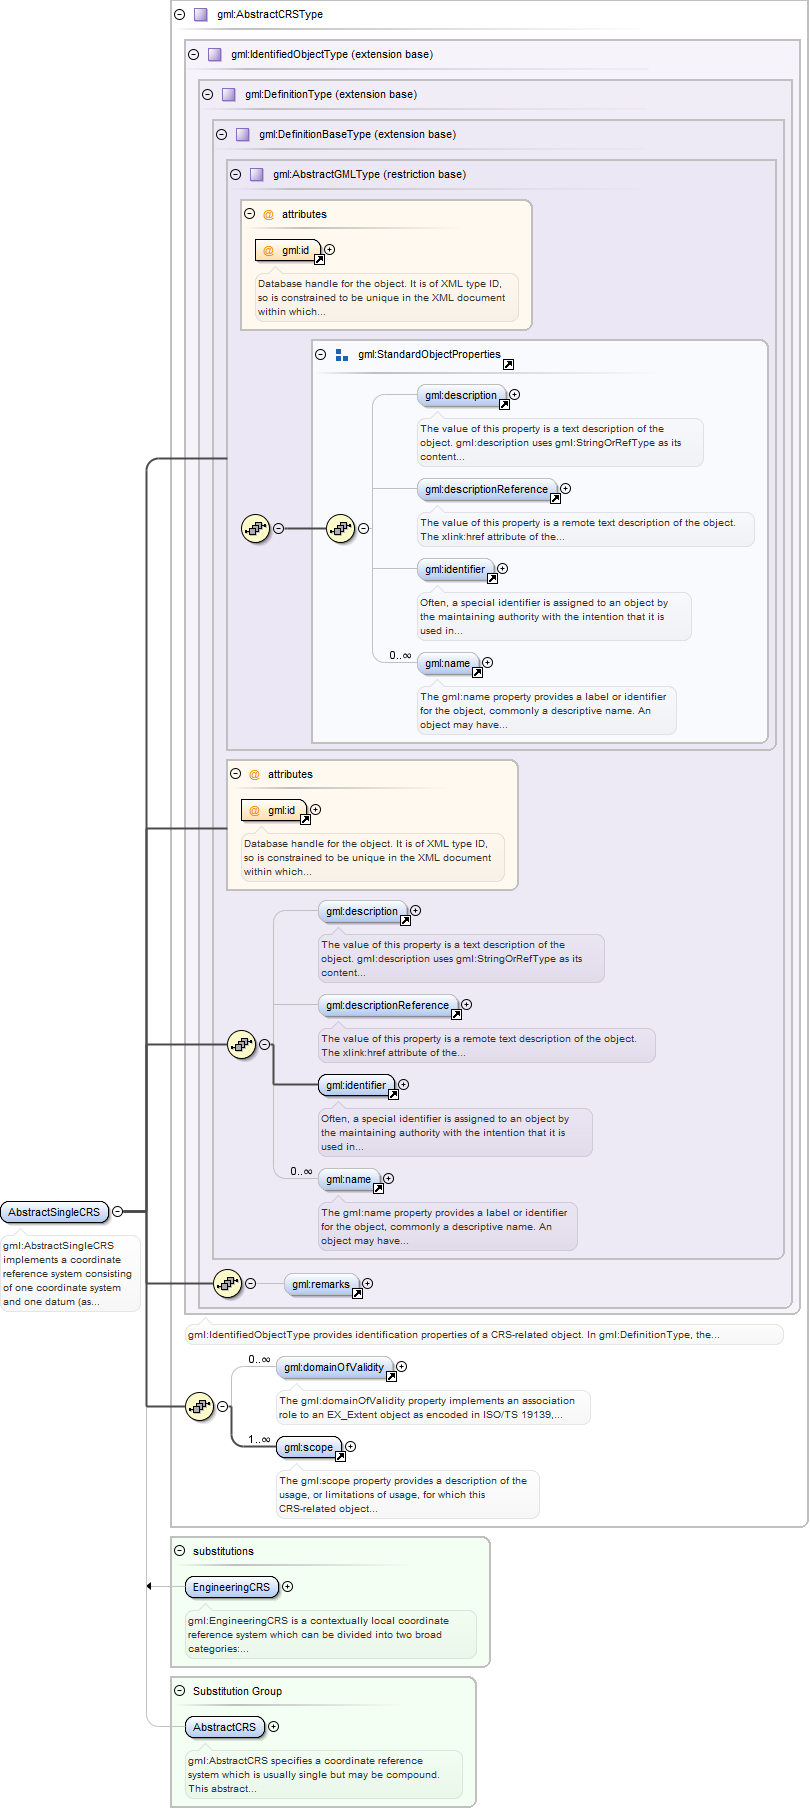 gml:AbstractCRSType
gml:IdentifiedObjectType (extension base)
gml:DefinitionType (extension base)
gml:DefinitionBaseType (extension base)
gml:AbstractGMLType (restriction base)
@ attributes
@ gml:id
Database handle for the object. It is of XML type ID,
so is constrained to be unique in the XML document
within which...
gml:StandardObjectProperties
gml:description
The value of this property is a text description of the
object. gml:description uses gml:StringOrRefType as its
content...
gml:descriptionReference
The value of this property is a remote text description of the object.
The xlink:href attribute of the...
gml:identifier
Often, a special identifier is assigned to an object by
the maintaining authority with the intention that it is
used in...
0..∞
gml:name
The gml:name property provides a label or identifier
for the object, commonly a descriptive name. An
object may have...
@ attributes
@ gml:id
Database handle for the object. It is of XML type ID,
so is constrained to be unique in the XML document
within which...
gml:description
The value of this property is a text description of the
object. gml:description uses gml:StringOrRefType as its
content...
gml:descriptionReference
The value of this property is a remote text description of the object.
The xlink:href attribute of the...
gml:identifier
Often, a special identifier is assigned to an object by
the maintaining authority with the intention that it is
used in...
0..∞
gml:name
The gml:name property provides a label or identifier
for the object, commonly a descriptive name. An
object may have...
AbstractSingleCRS
gml:AbstractSingleCRS
implements a coordinate
reference system consisting
of one coordinate system
and one datum (as...
gml:remarks
gml:IdentifiedObjectType provides identification properties of a CRS-related object. In gml:DefinitionType, the...
0..∞
gml:domainOfValidity
The gml:domainOfValidity property implements an association
role to an EX_Extent object as encoded in ISO/TS 19139,...
1..∞
gml:scope
The gml:scope property provides a description of the
usage, or limitations of usage, for which this
CRS-related object...
substitutions
EngineeringCRS
gml:EngineeringCRS is a contextually local coordinate
reference system which can be divided into two broad
categories:...
Substitution Group
AbstractCRS
gml:AbstractCRS specifies a coordinate reference
system which is usually single but may be compound.
This abstract...